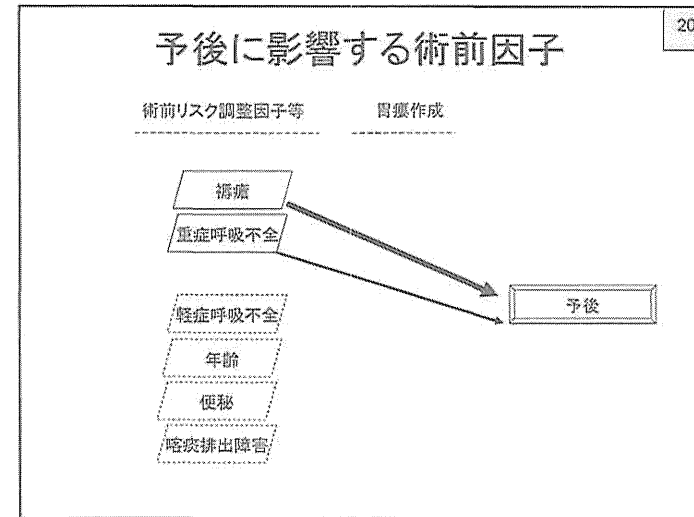 20
予後に影響する術前因子
術前リスク調整因子等 胃瘻作成
褥瘡
重症呼吸不全
予後
軽症呼吸不全
年齢
便秘
喀痰排出障害